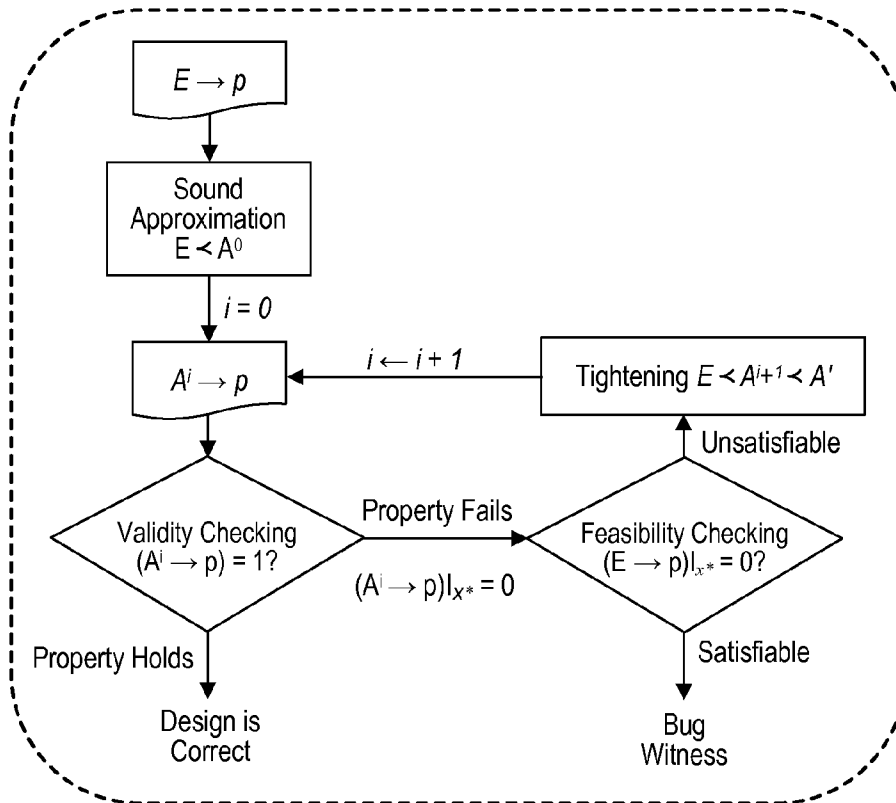 E → p
Sound
Approximation
E ≺ A⁰
i = 0
Aⁱ → p
i ← i + 1
Tightening E ≺ Aⁱ⁺¹ ≺ A'
Unsatisfiable
Validity Checking
(Aⁱ → p) = 1?
Property Fails
(Aⁱ → p)|ₓ* = 0
Feasibility Checking
(E → p)|ₓ* = 0?
Property Holds
Satisfiable
Design is
Correct
Bug
Witness